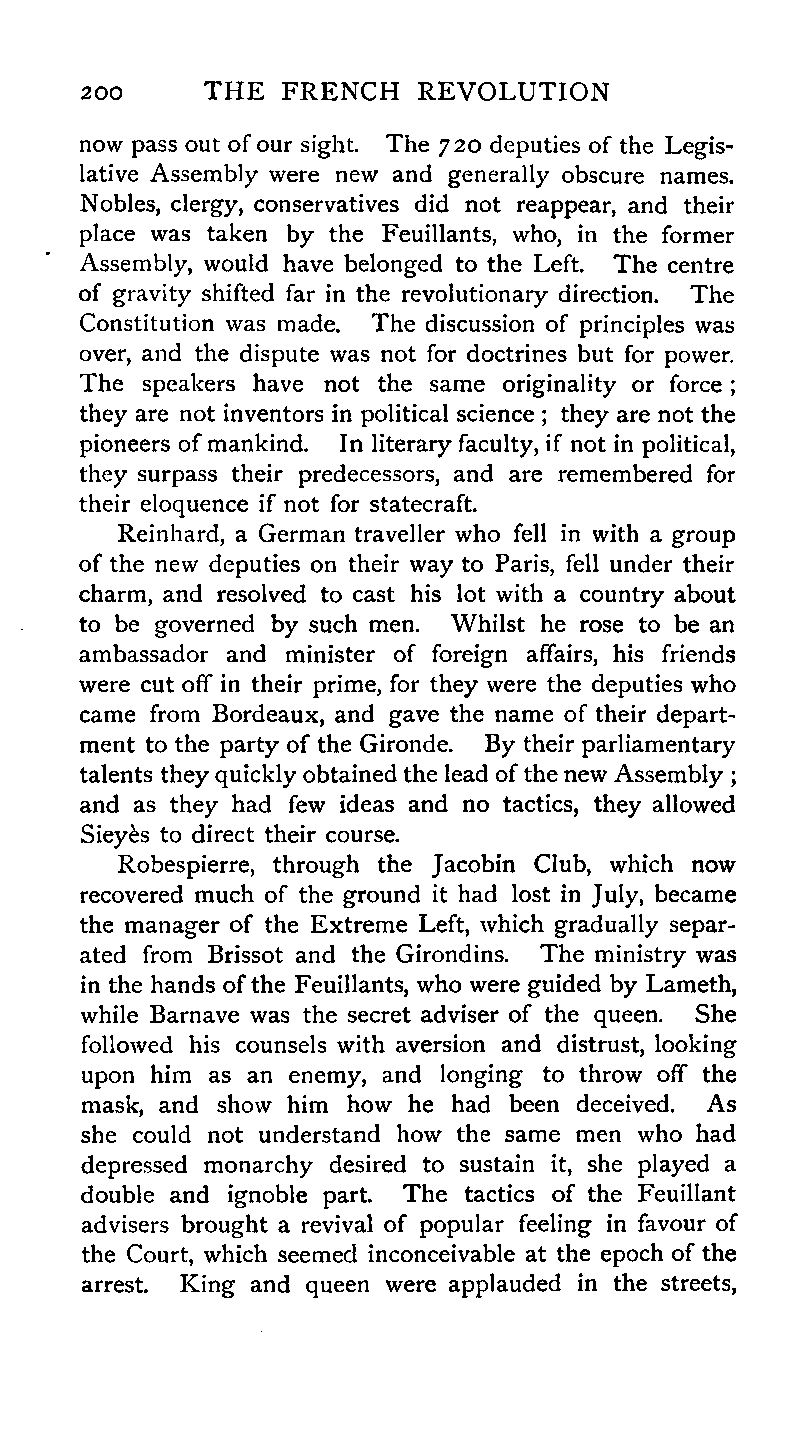 200 THE FRENCH REVOLUTION
now pass out of our sight. The 720 deputies of the Legis-
lative Assembly were new and generally obscure names.
Nobles, clergy, conservatives did not reappear, and their
place was taken by the Feuillants, who, in the former
Assembly, would have belonged to the Left. The centre
of gravity shifted far in the revolutionary direction. The
Constitution was made. The discussion of principles was
over, and the dispute was not for doctrines but for power.
The speakers have not the same originality or force ;
they are not inventors in political science ; they are not the
pioneers of mankind. In literary faculty, if not in political,
they surpass their predecessors, and are remembered for
their eloquence if not for statecraft.
Reinhard, a German traveller who fell in with a group
of the new deputies on their way to Paris, fell under their
charm, and resolved to cast his lot with a country about
to be governed by such men. Whilst he rose to be an
ambassador and minister of foreign affairs, his friends
were cut off in their prime, for they were the deputies who
came from Bordeaux, and gave the name of their depart-
ment to the party of the Gironde. By their parliamentary
talents they quickly obtained the lead of the new Assembly ;
and as they had few ideas and no tactics, they allowed
Sieyès to direct their course.
Robespierre, through the Jacobin Club, which now
recovered much of the ground it had lost in July, became
the manager of the Extreme Left, which gradually separ-
ated from Brissot and the Girondins. The ministry was
in the hands of the Feuillants, who were guided by Lameth,
while Barnave was the secret adviser of the queen. She
followed his counsels with aversion and distrust, looking
upon him as an enemy, and longing to throw off the
mask, and show him how he had been deceived. As
she could not understand how the same men who had
depressed monarchy desired to sustain it, she played a
double and ignoble part. The tactics of the Feuillant
advisers brought a revival of popular feeling in favour of
the Court, which seemed inconceivable at the epoch of the
arrest. King and queen were applauded in the streets,